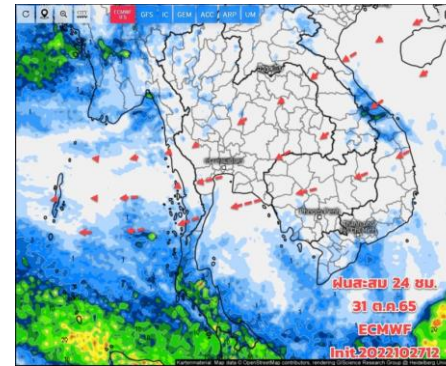 ECMWF
IFS
GFS IC GEM ACC ARP UM
ฝนสะสม 24 ชม.
31 ต.ค.65
ECMWF
Init.2022102712
Kartenmaterial: Map data © OpenStreetMap contributors, rendering GIScience Research Group @ Heidelberg Uni